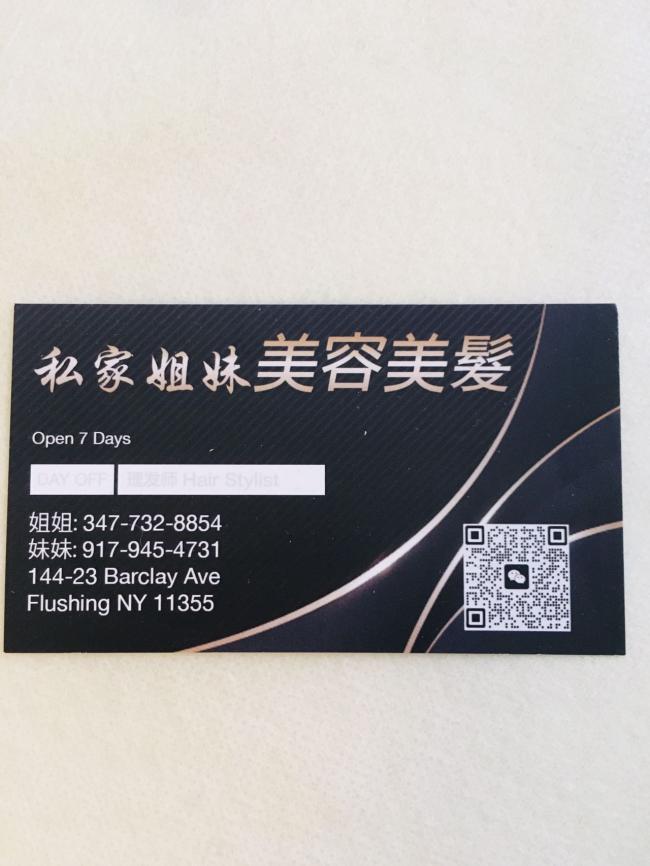 私家姐妹美容美髮
Open 7 Days
DAY OFF 理发师 Hair Stylist
姐姐: 347-732-8854
妹妹: 917-945-4731
144-23 Barclay Ave
Flushing NY 11355